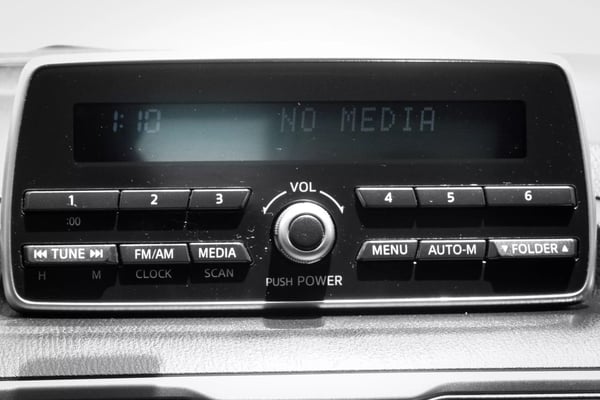 1:10 NO MEDIA
VOL
1 2 3 4 5 6
:00
TUNE FM/AM MEDIA MENU AUTO-M FOLDER
H M CLOCK SCAN
PUSH POWER